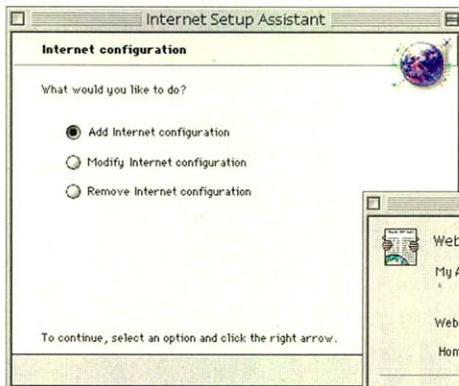 Internet Setup Assistant
Internet configuration
What would you like to do?
Add Internet configuration
Modify Internet configuration
Remove Internet configuration
To continue, select an option and click the right arrow.
Web
My A
Web
Hom